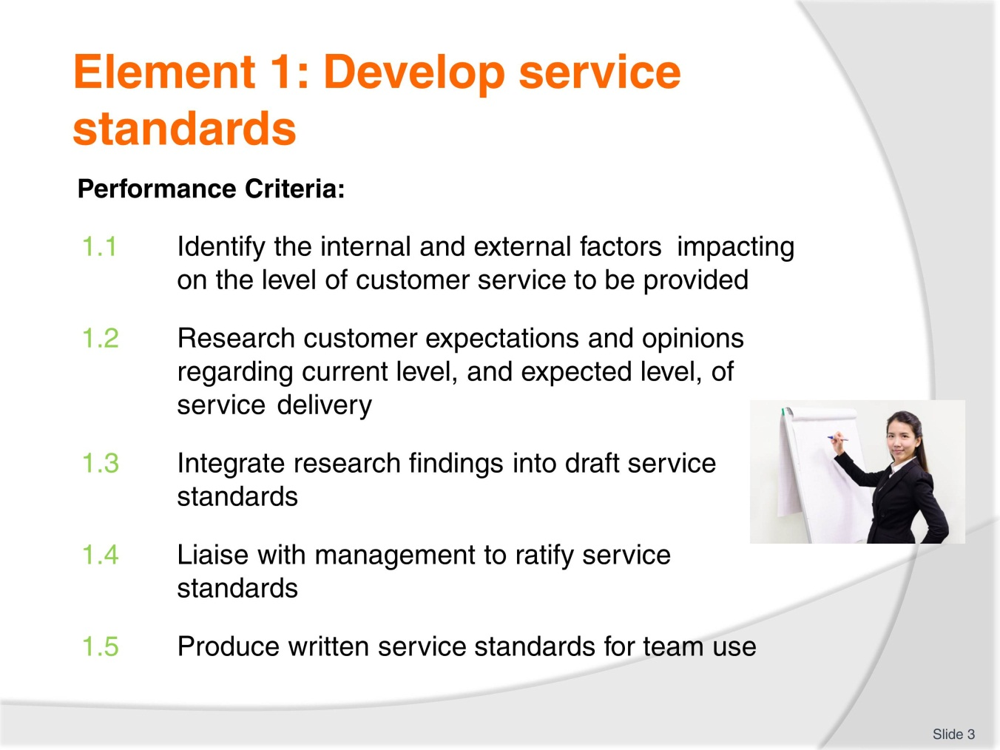 Element 1: Develop service
standards
Performance Criteria:
1.1 Identify the internal and external factors impacting
on the level of customer service to be provided
1.2 Research customer expectations and opinions
regarding current level, and expected level, of
service delivery
1.3 Integrate research findings into draft service
standards
1.4 Liaise with management to ratify service
standards
1.5 Produce written service standards for team use
Slide 3